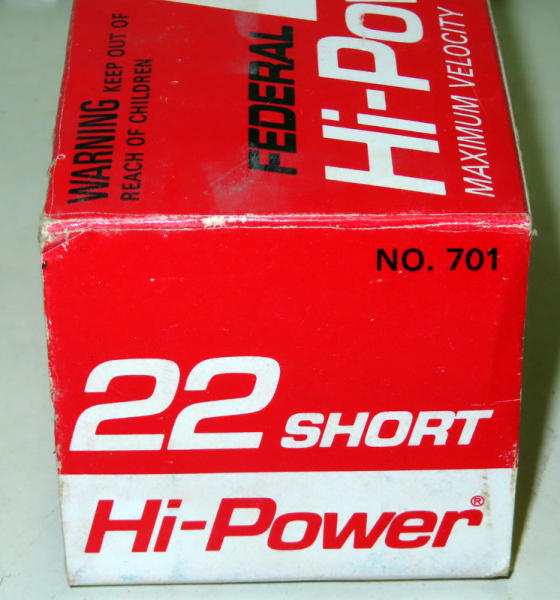 WARNING KEEP OUT OF
REACH OF CHILDREN
FEDERAL
Hi-Po
MAXIMUM VELOCITY
NO. 701
22 SHORT
Hi-Power®